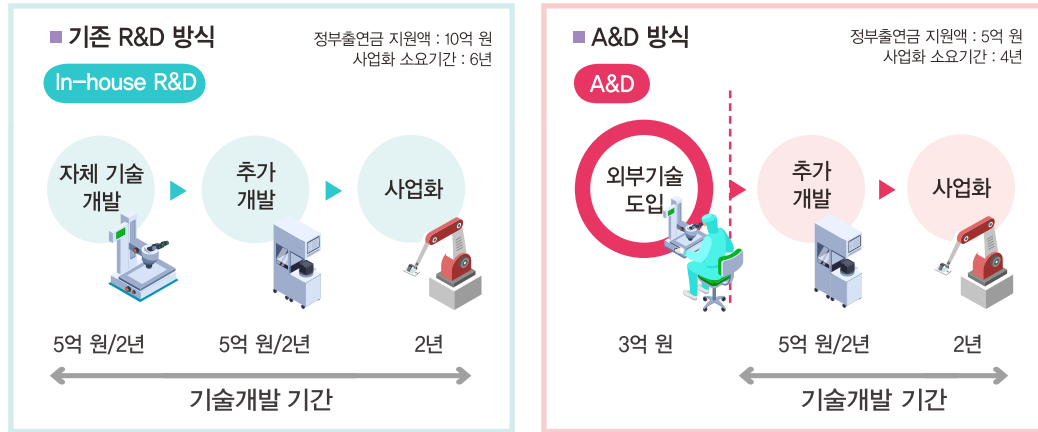 ■ 기존 R&D 방식
정부출연금 지원액 : 10억 원
사업화 소요기간 : 6년
In-house R&D
자체 기술
개발
추가
개발
사업화
5억 원/2년
5억 원/2년
2년
기술개발 기간
■ A&D 방식
정부출연금 지원액 : 5억 원
사업화 소요기간 : 4년
A&D
외부기술
도입
추가
개발
사업화
3억 원
5억 원/2년
2년
기술개발 기간